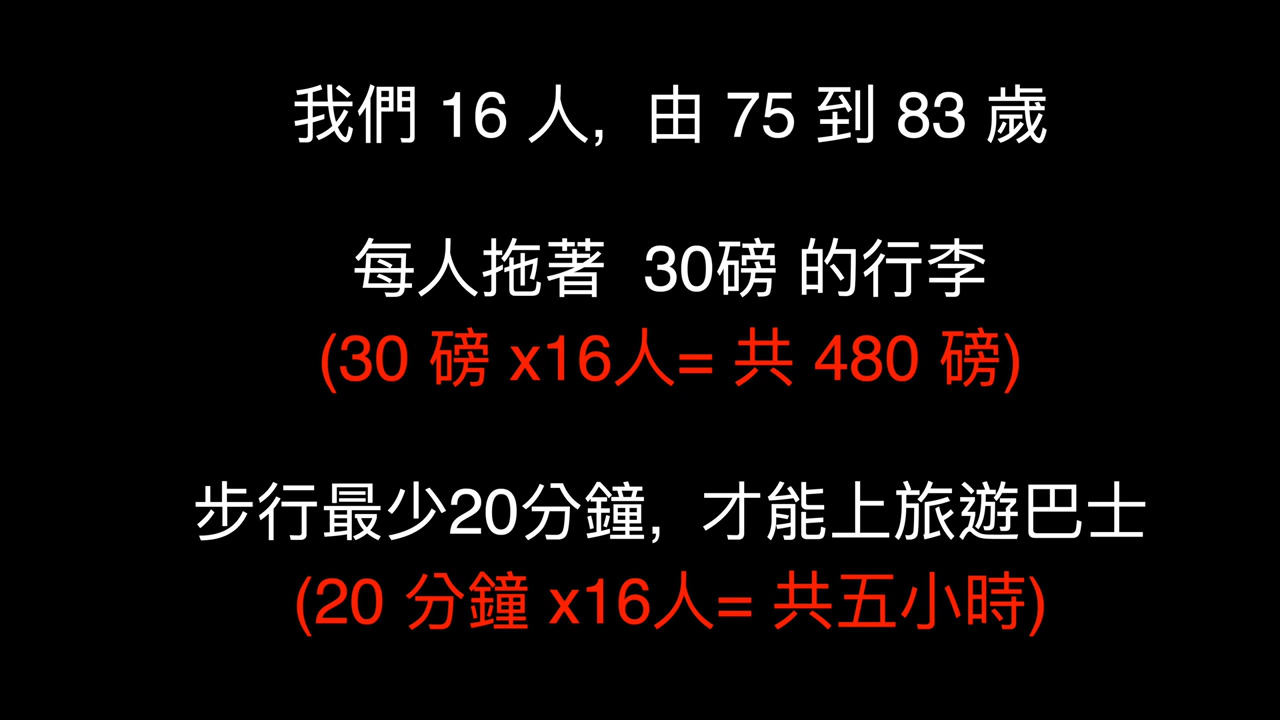 我們 16 人, 由 75 到 83 歲
每人拖著 30磅 的行李
(30 磅 x16人= 共 480 磅)
步行最少20分鐘, 才能上旅遊巴士
(20 分鐘 x16人= 共五小時)